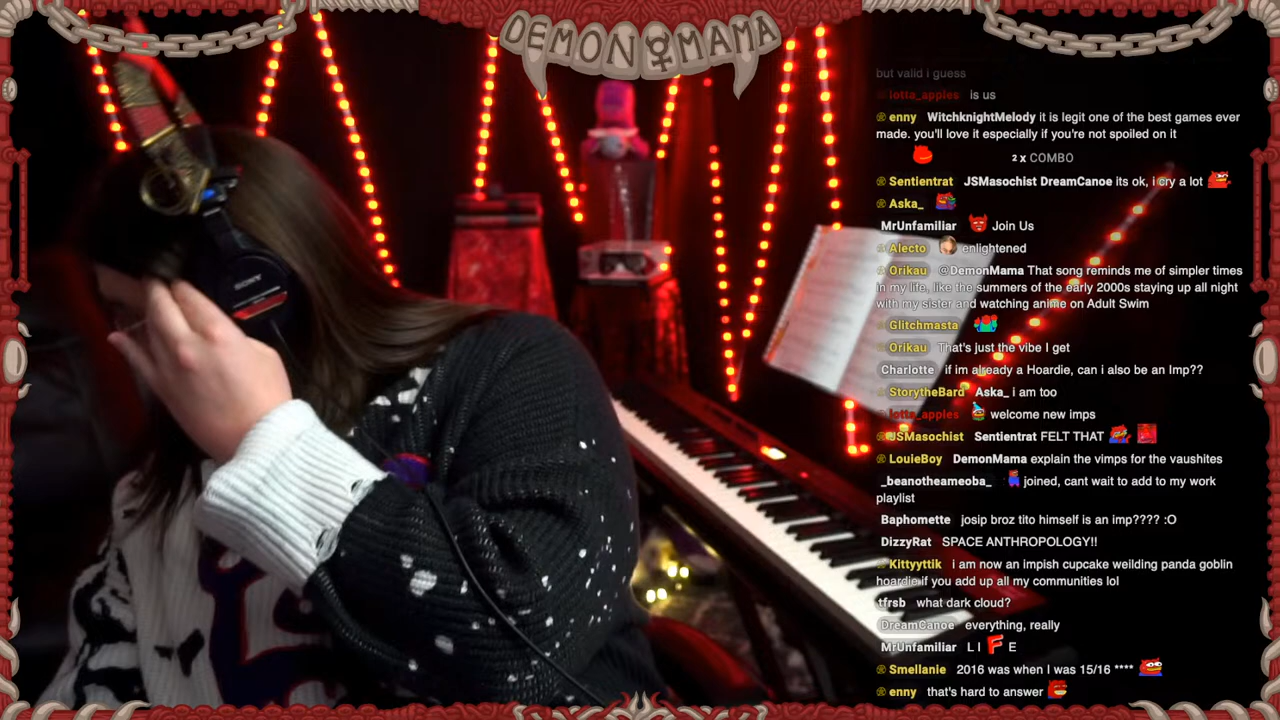 DEMON MAMA
but valid i guess
lotta_apples is us
enny WitchknightMelody it is legit one of the best games ever
made. you'll love it especially if you're not spoiled on it
2 x COMBO
Sentientrat JSMasochist DreamCanoe its ok, i cry a lot
Aska_
MrUnfamiliar Join Us
Alecto enlightened
Orikau @DemonMama That song reminds me of simpler times
in my life, like the summers of the early 2000s staying up all night
with my sister and watching anime on Adult Swim
Glitchmasta
Orikau That's just the vibe I get
Charlotte if im already a Hoardie, can i also be an Imp??
StorytheBard Aska_ i am too
lotta_apples welcome new imps
JSMasochist Sentientrat FELT THAT
LouieBoy DemonMama explain the vimps for the vaushites
_beanotheameoba_ joined, cant wait to add to my work
playlist
Baphomette josip broz tito himself is an imp???? :O
DizzyRat SPACE ANTHROPOLOGY!!
Kittyyttik i am now an impish cupcake weilding panda goblin
hoardie if you add up all my communities lol
tfrsb what dark cloud?
DreamCanoe everything, really
MrUnfamiliar L I F E
Smellanie 2016 was when I was 15/16 ****
enny that's hard to answer
SONY